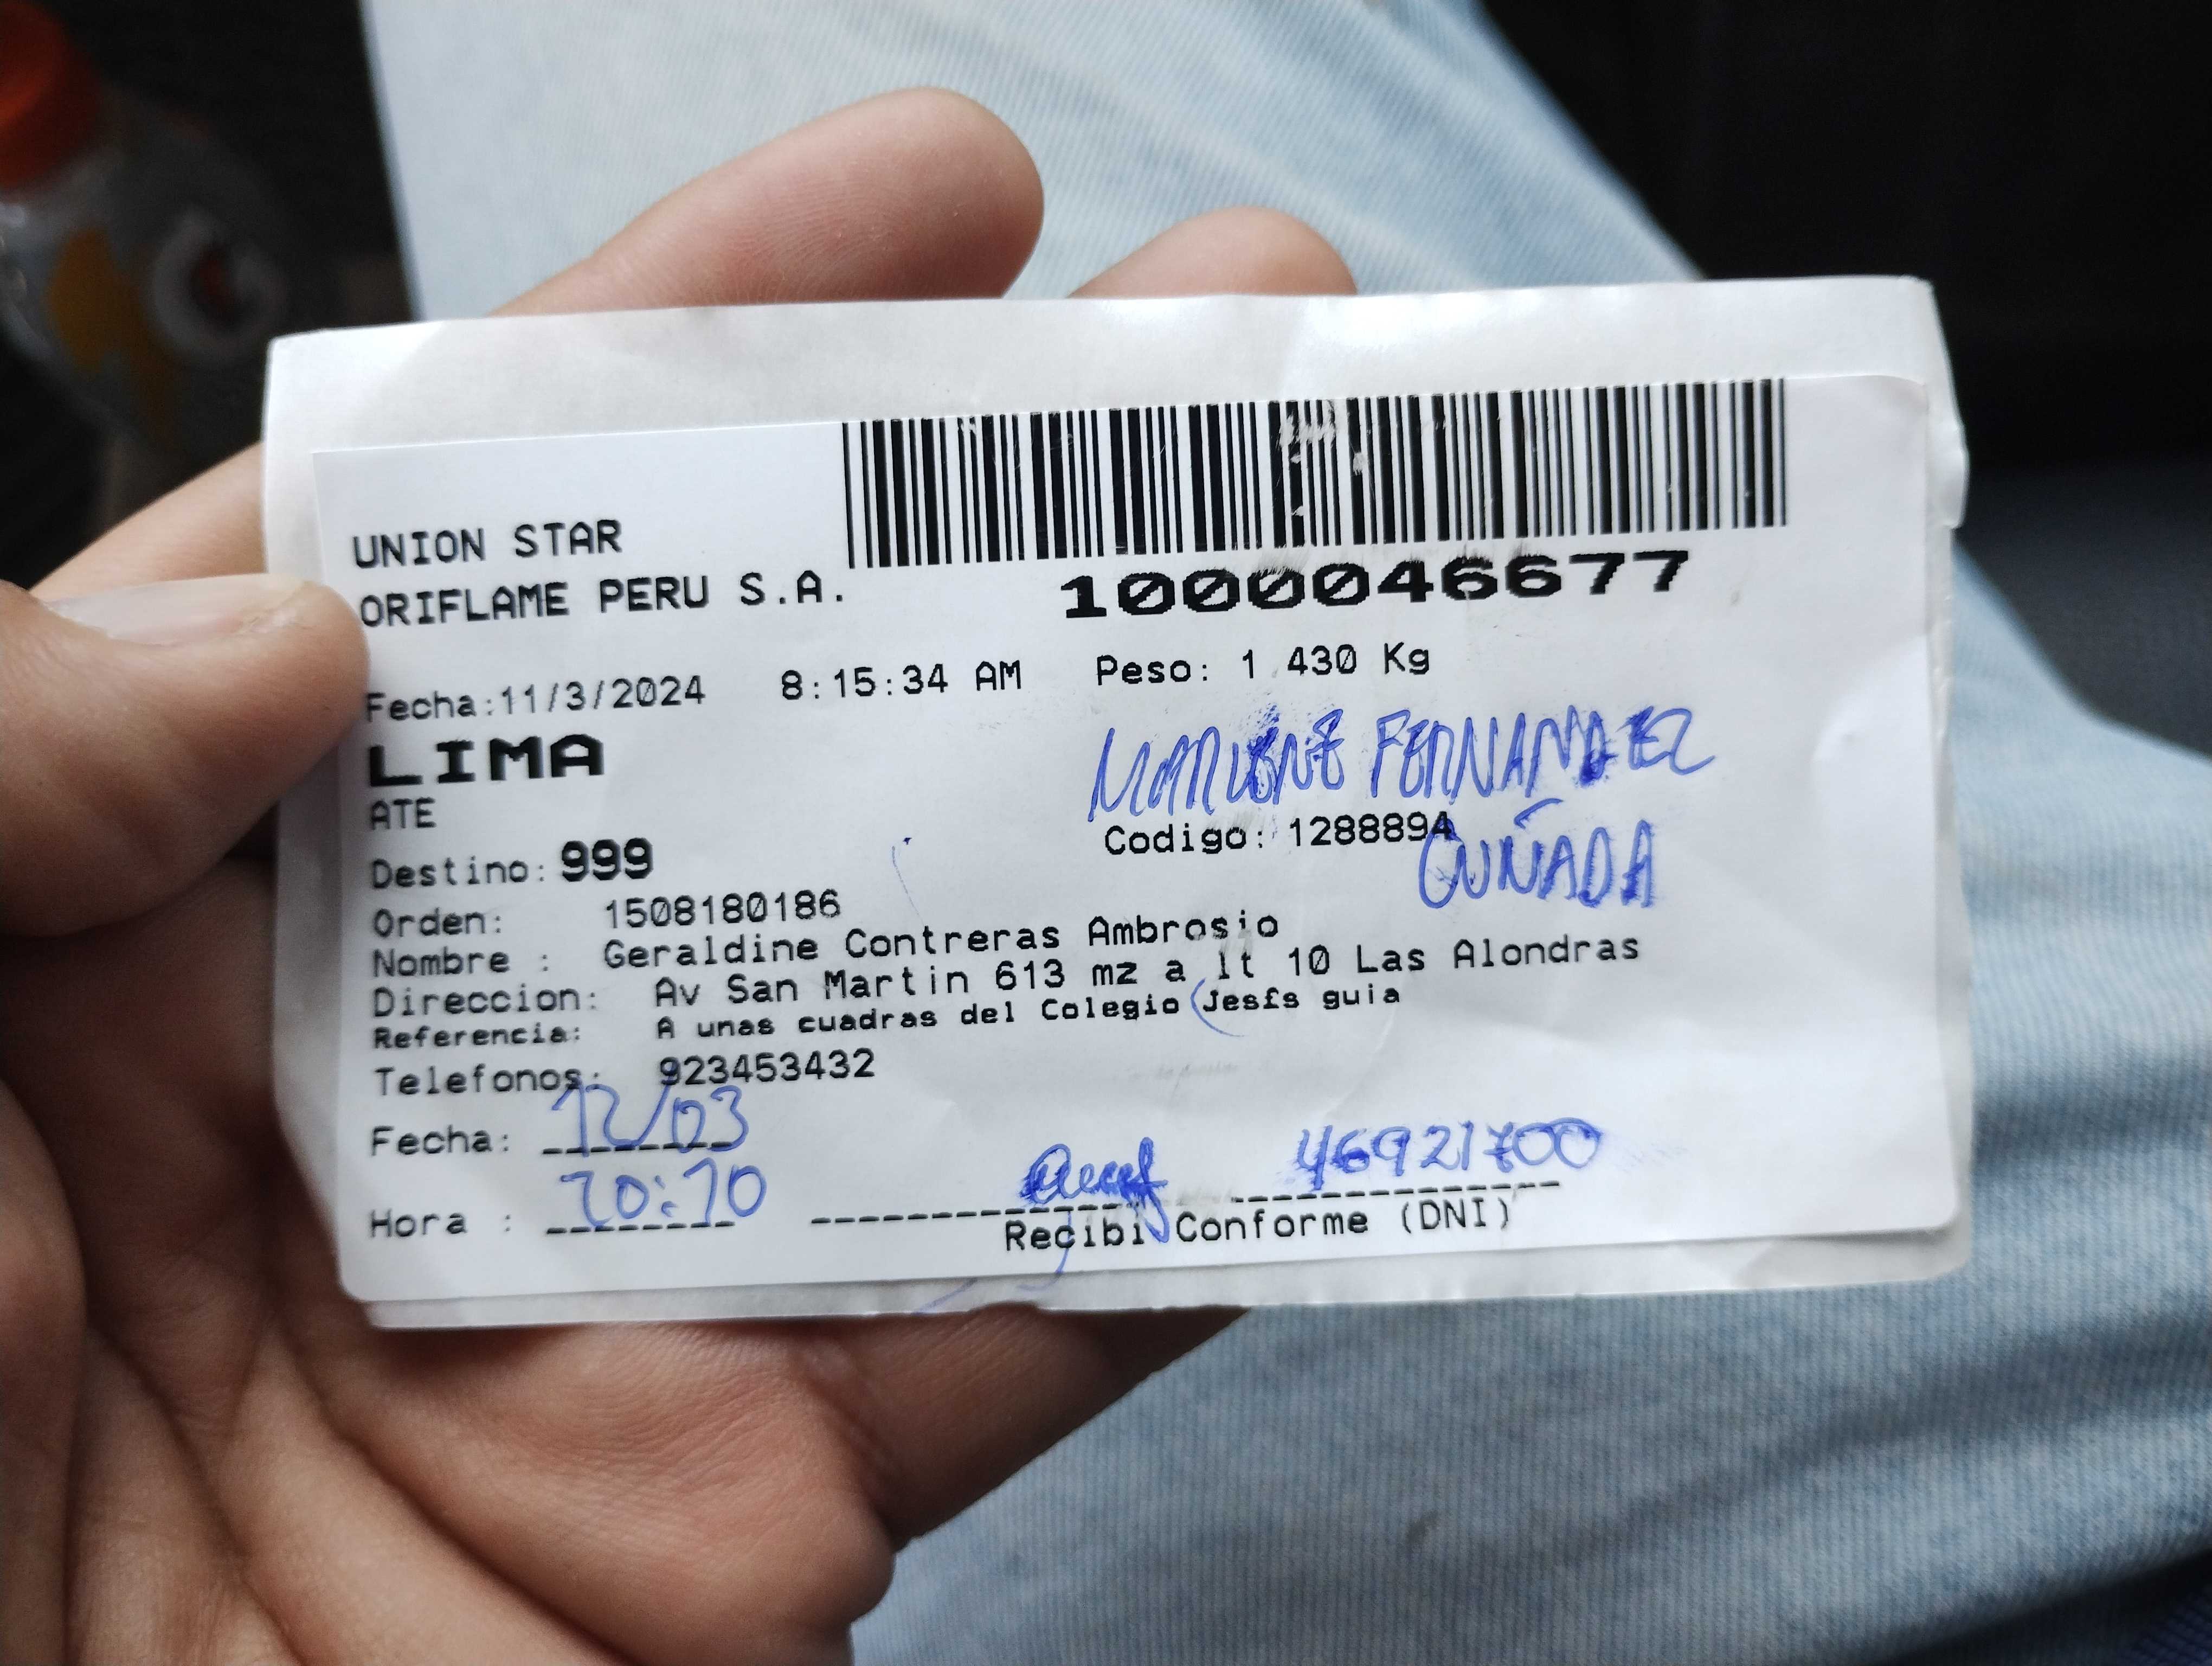 UNION STAR
ORIFLAME PERU S.A.
1000046677
Fecha:11/3/2024 8:15:34 AM Peso: 1.430 Kg
LIMA
MARLENE FERNANDEZ
ATE
Codigo: 1288894
CUÑADA
Destino: 999
Orden: 1508180186
Nombre : Geraldine Contreras Ambrosio
Direccion: Av San Martin 613 mz a lt 10 Las Alondras
Referencia: A unas cuadras del Colegio Jes£s guia
Telefonos: 923453432
Fecha: 12/03
46921700
Hora :
Recibi Conforme (DNI)